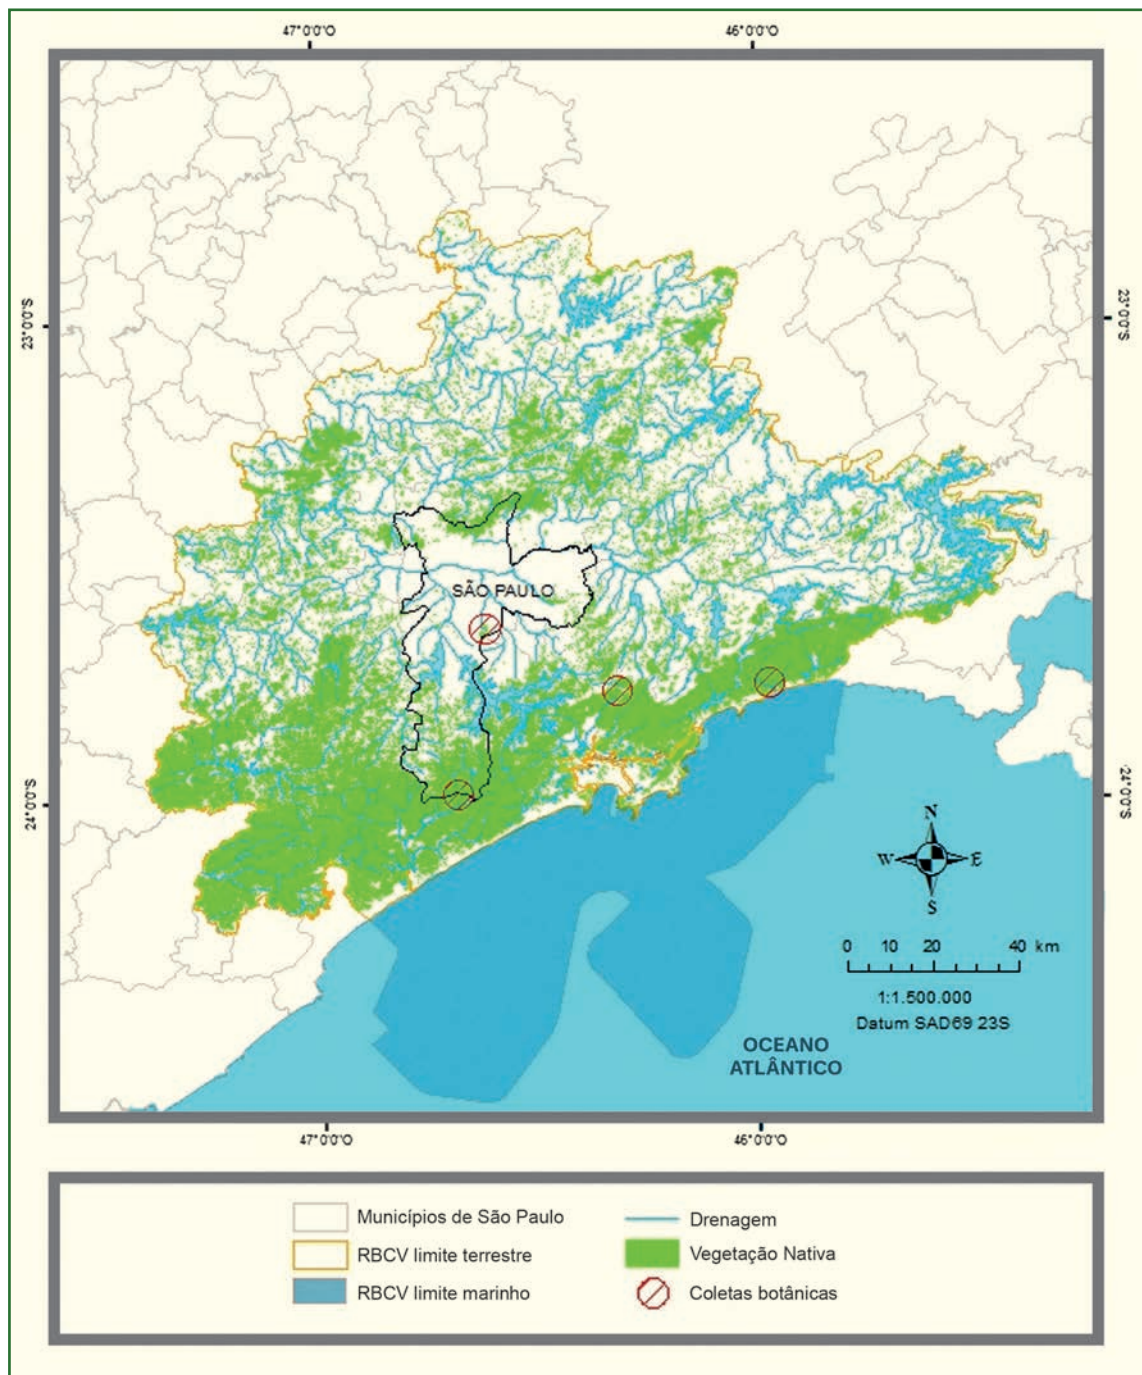 47°0'0"O
46°0'0"O
23°0'0"S
23°0'0"S
SÃO PAULO
24°0'0"S
24°0'0"S
N
W
E
S
0 10 20 40 km
1:1.500.000
Datum SAD69 23S
OCEANO
ATLÂNTICO
47°0'0"O
46°0'0"O
Municípios de São Paulo
RBCV limite terrestre
RBCV limite marinho
Drenagem
Vegetação Nativa
Coletas botânicas